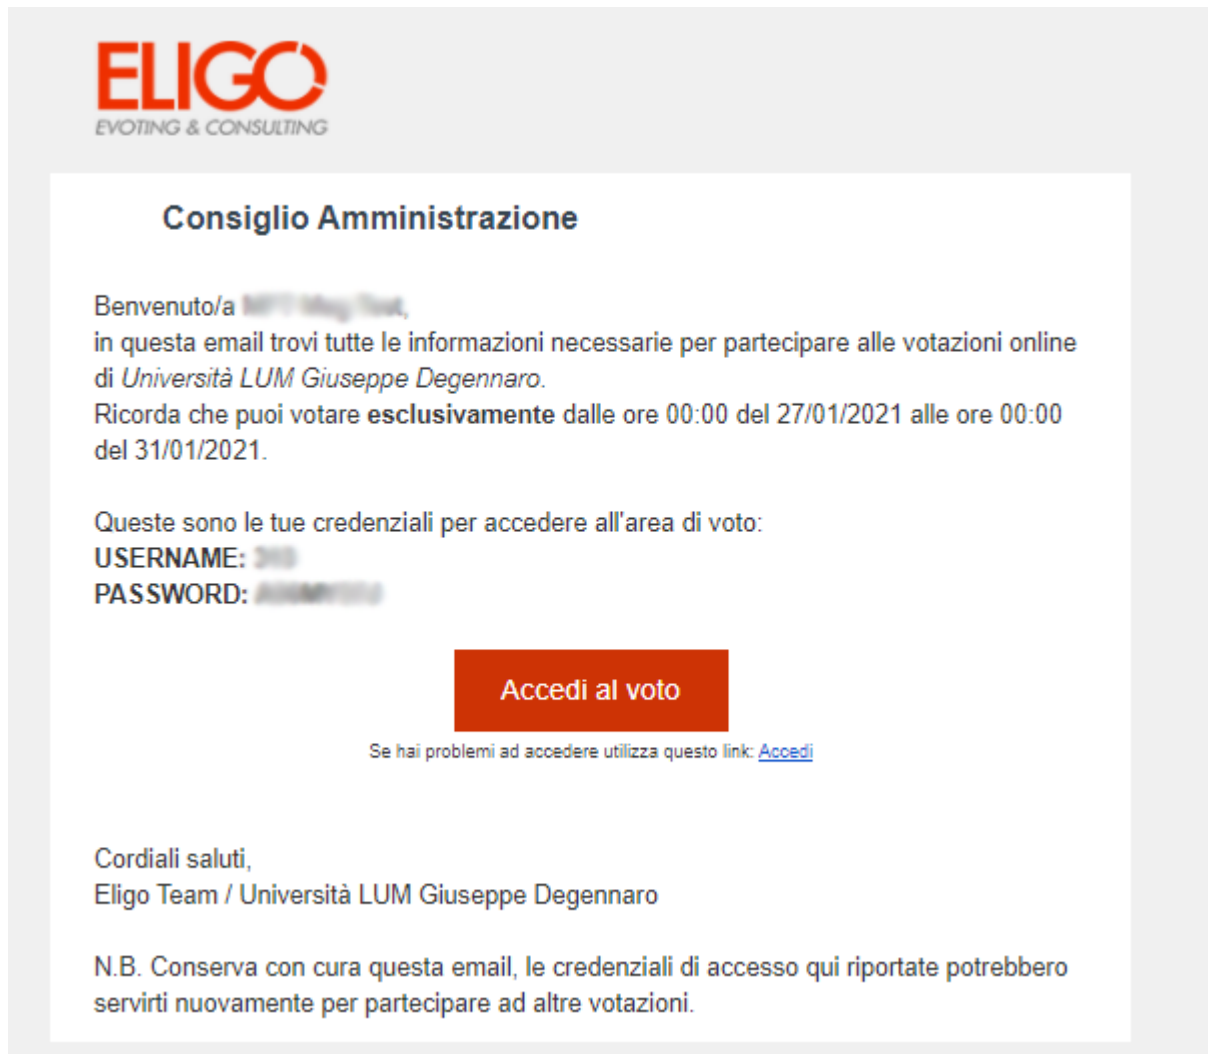 ELIGO
EVOTING & CONSULTING
Consiglio Amministrazione
Benvenuto/a
in questa email trovi tutte le informazioni necessarie per partecipare alle votazioni online
di Università LUM Giuseppe Degennaro.
Ricorda che puoi votare esclusivamente dalle ore 00:00 del 27/01/2021 alle ore 00:00
del 31/01/2021.
Queste sono le tue credenziali per accedere all'area di voto:
USERNAME:
PASSWORD:
Accedi al voto
Se hai problemi ad accedere utilizza questo link: Accedi
Cordiali saluti,
Eligo Team / Università LUM Giuseppe Degennaro
N.B. Conserva con cura questa email, le credenziali di accesso qui riportate potrebbero
servirti nuovamente per partecipare ad altre votazioni.